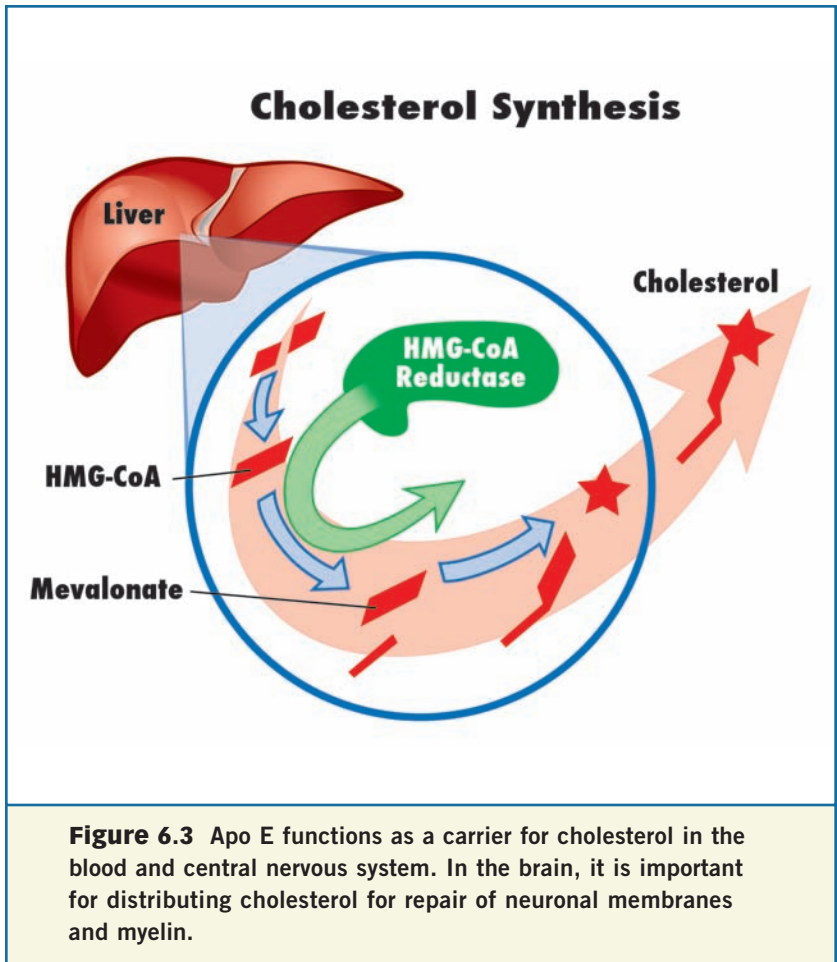 Cholesterol Synthesis
Liver
Cholesterol
HMG-CoA
Reductase
HMG-CoA
Mevalonate
Figure 6.3 Apo E functions as a carrier for cholesterol in the
blood and central nervous system. In the brain, it is important
for distributing cholesterol for repair of neuronal membranes
and myelin.